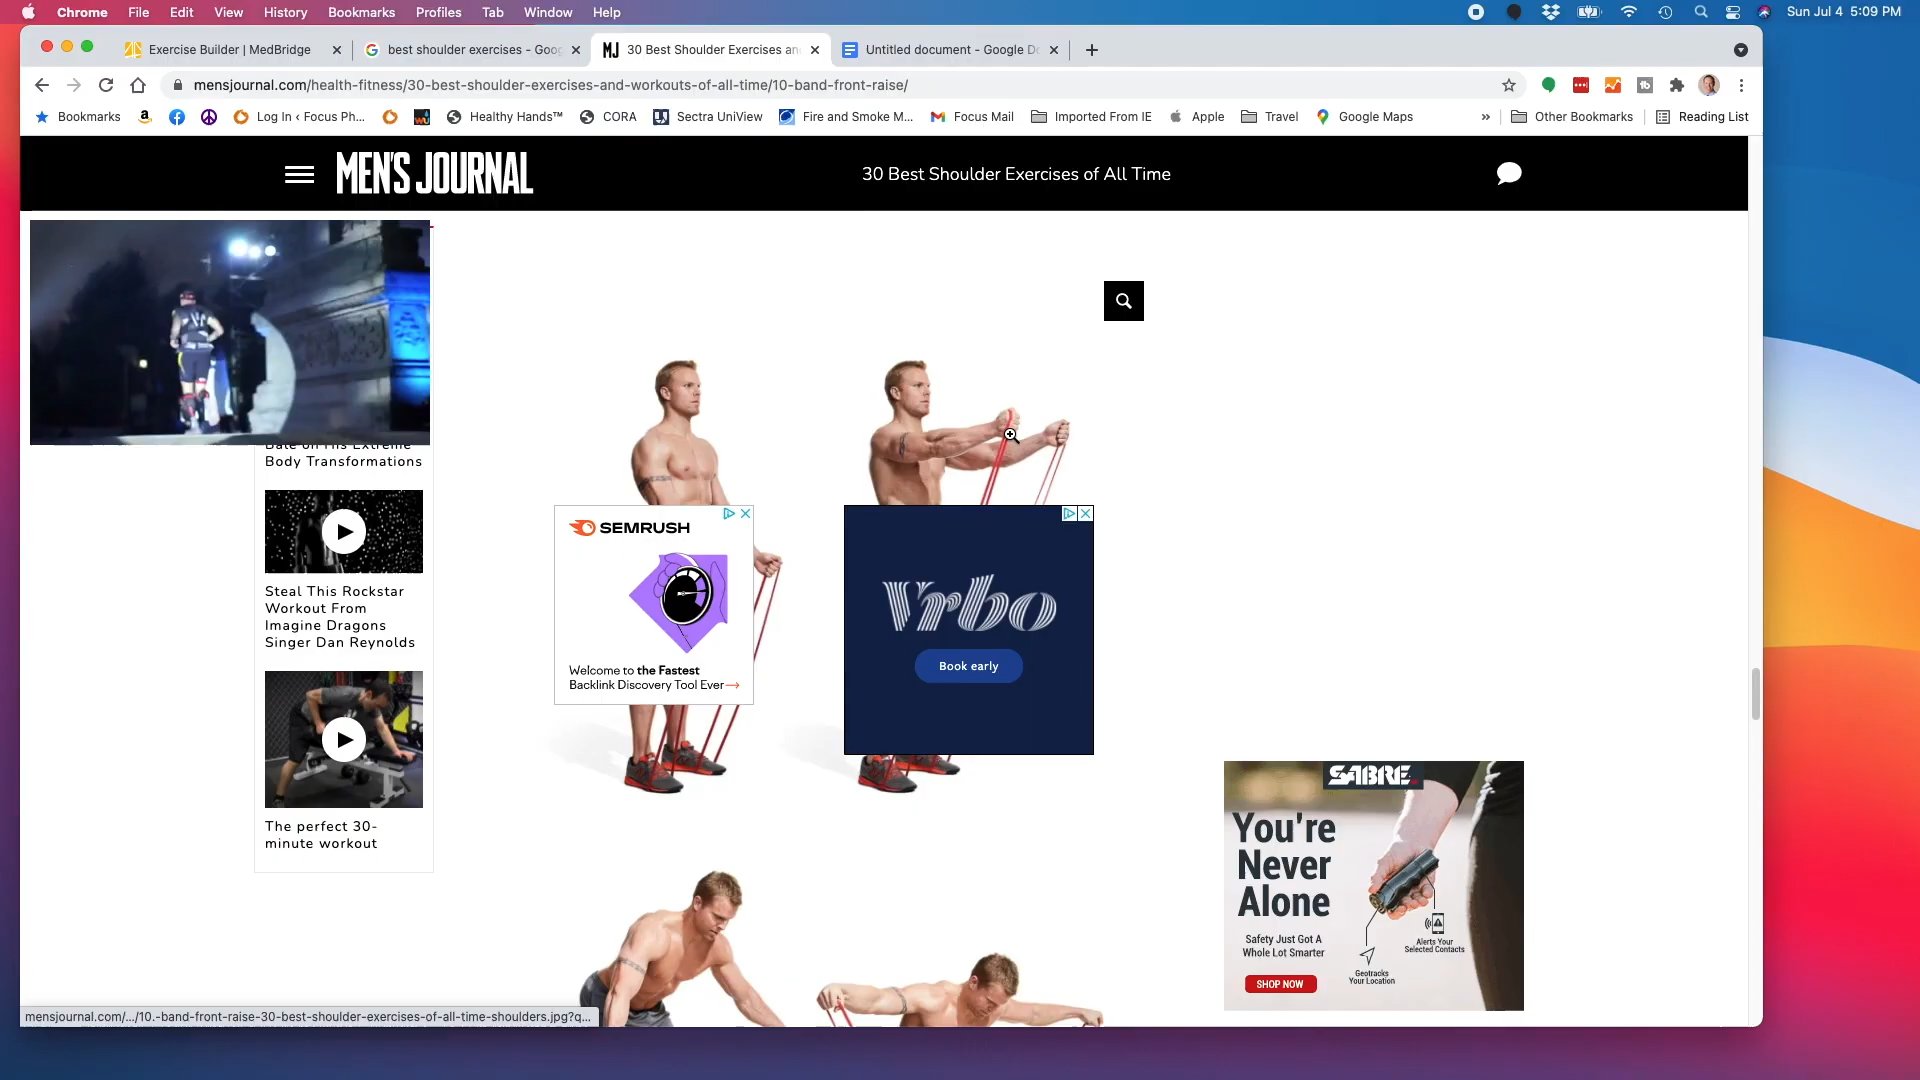 Chrome File Edit View History Bookmarks Profiles Tab Window Help
Sun Jul 4 5:09 PM
Exercise Builder | MedBridge
best shoulder exercises - Goog
30 Best Shoulder Exercises an
Untitled document - Google Do
mensjournal.com/health-fitness/30-best-shoulder-exercises-and-workouts-of-all-time/10-band-front-raise/
Bookmarks
Log In ‹ Focus Ph...
Healthy Hands™
CORA
Sectra UniView
Fire and Smoke M...
Focus Mail
Imported From IE
Apple
Travel
Google Maps
»
Other Bookmarks
Reading List
MEN'S JOURNAL
30 Best Shoulder Exercises of All Time
Bale on His Extreme
Body Transformations
Steal This Rockstar
Workout From
Imagine Dragons
Singer Dan Reynolds
The perfect 30-
minute workout
SEMRUSH
Welcome to the Fastest
Backlink Discovery Tool Ever→
Vrbo
Book early
SABRE
You're
Never
Alone
Safety Just Got A
Whole Lot Smarter
SHOP NOW
Alerts Your
Selected Contacts
Geotracks
Your Location
mensjournal.com/.../10.-band-front-raise-30-best-shoulder-exercises-of-all-time-shoulders.jpg?q...